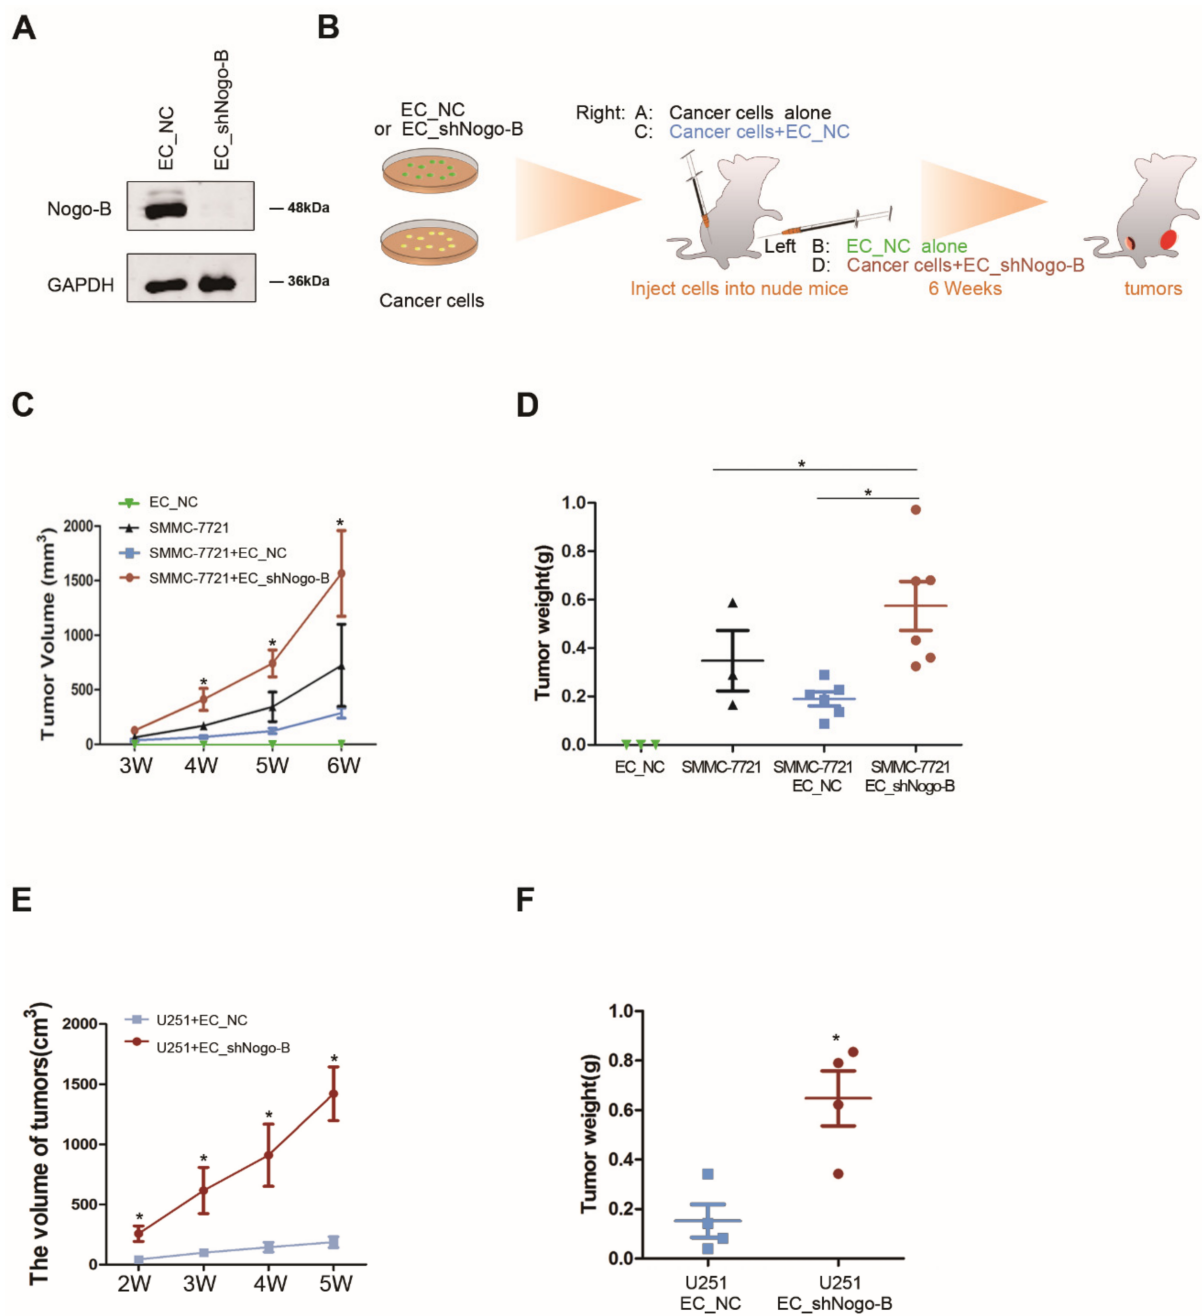 A
EC_NC
EC_shNogo-B
Nogo-B
48kDa
GAPDH
36kDa
B
EC_NC
or EC_shNogo-B
Cancer cells
Right: A: Cancer cells alone
C: Cancer cells+EC_NC
Left B: EC_NC alone
D: Cancer cells+EC_shNogo-B
Inject cells into nude mice
6 Weeks
tumors
C
EC_NC
SMMC-7721
SMMC-7721+EC_NC
SMMC-7721+EC_shNogo-B
Tumor Volume (mm³)
2000
1500
1000
500
0
* * *
3W 4W 5W 6W
D
* *
Tumor weight(g)
1.0
0.8
0.6
0.4
0.2
0.0
EC_NC
SMMC-7721
SMMC-7721
EC_NC
SMMC-7721
EC_shNogo-B
E
U251+EC_NC
U251+EC_shNogo-B
The volume of tumors(cm³)
2000
1500
1000
500
0
* * * *
2W 3W 4W 5W
F
*
Tumor weight(g)
1.0
0.8
0.6
0.4
0.2
0.0
U251
EC_NC
U251
EC_shNogo-B